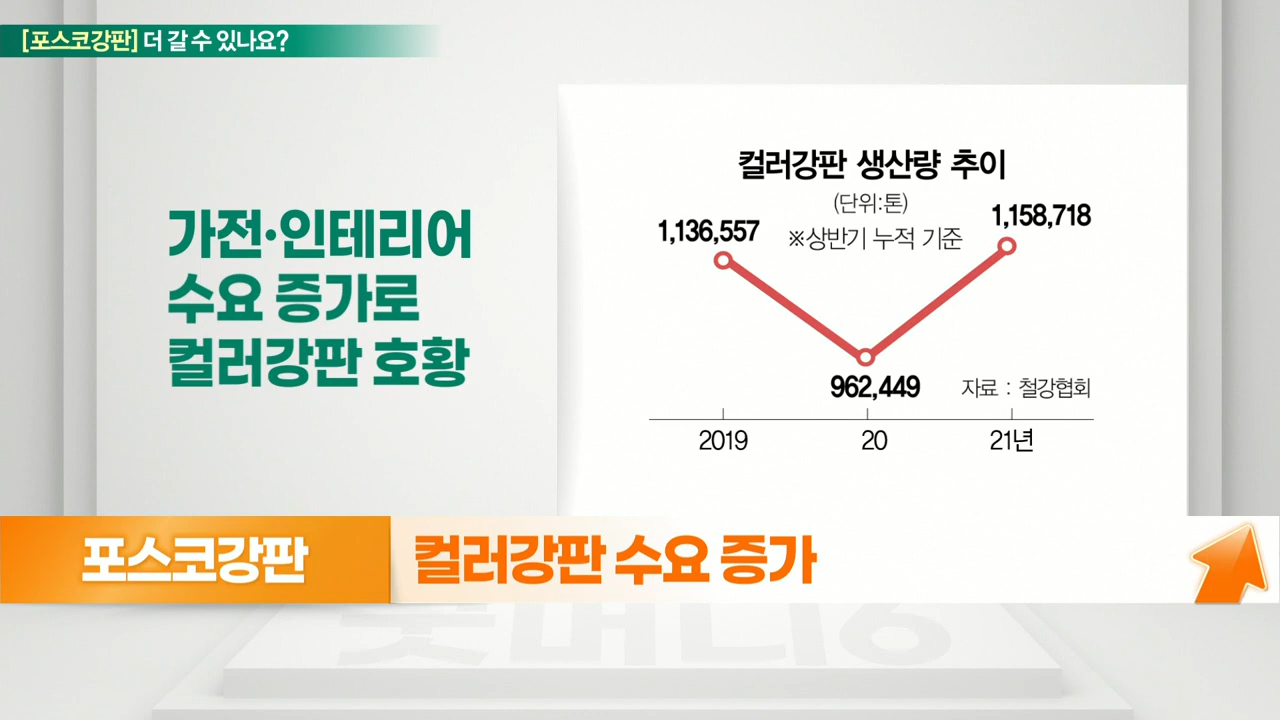 [포스코강판] 더 갈 수 있나요?
가전·인테리어
수요 증가로
컬러강판 호황
컬러강판 생산량 추이
(단위:톤)
※상반기 누적 기준
1,136,557
1,158,718
962,449
자료 : 철강협회
2019 20 21년
포스코강판
컬러강판 수요 증가